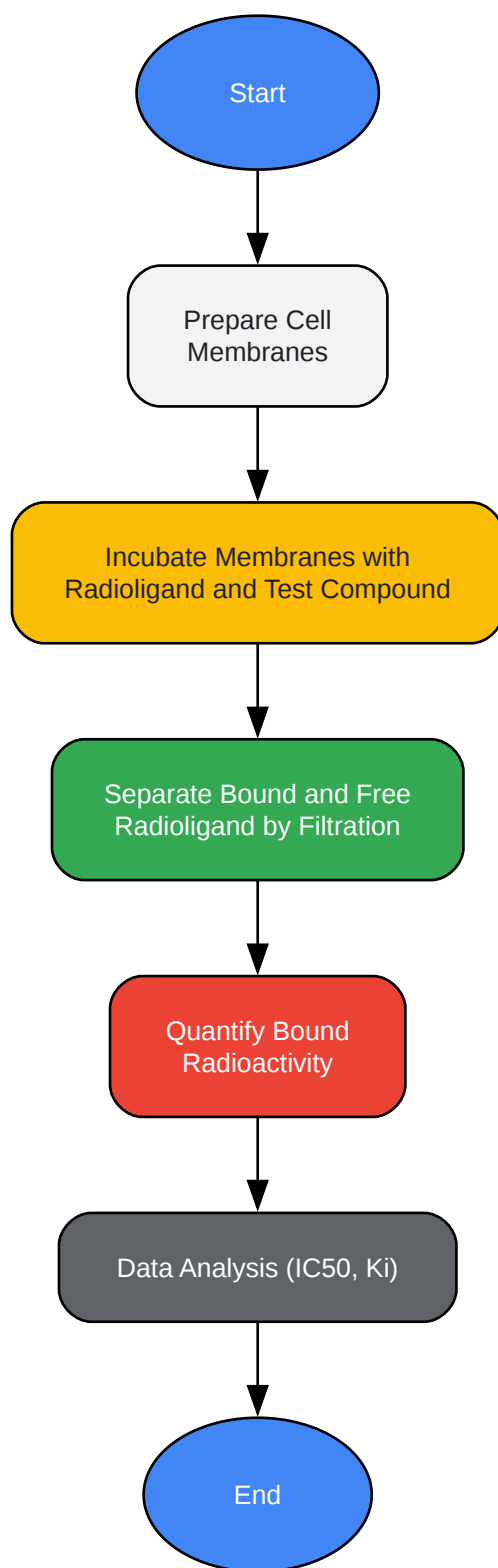 Start
Prepare Cell
Membranes
Incubate Membranes with
Radioligand and Test Compound
Separate Bound and Free
Radioligand by Filtration
Quantify Bound
Radioactivity
Data Analysis (IC50, Ki)
End